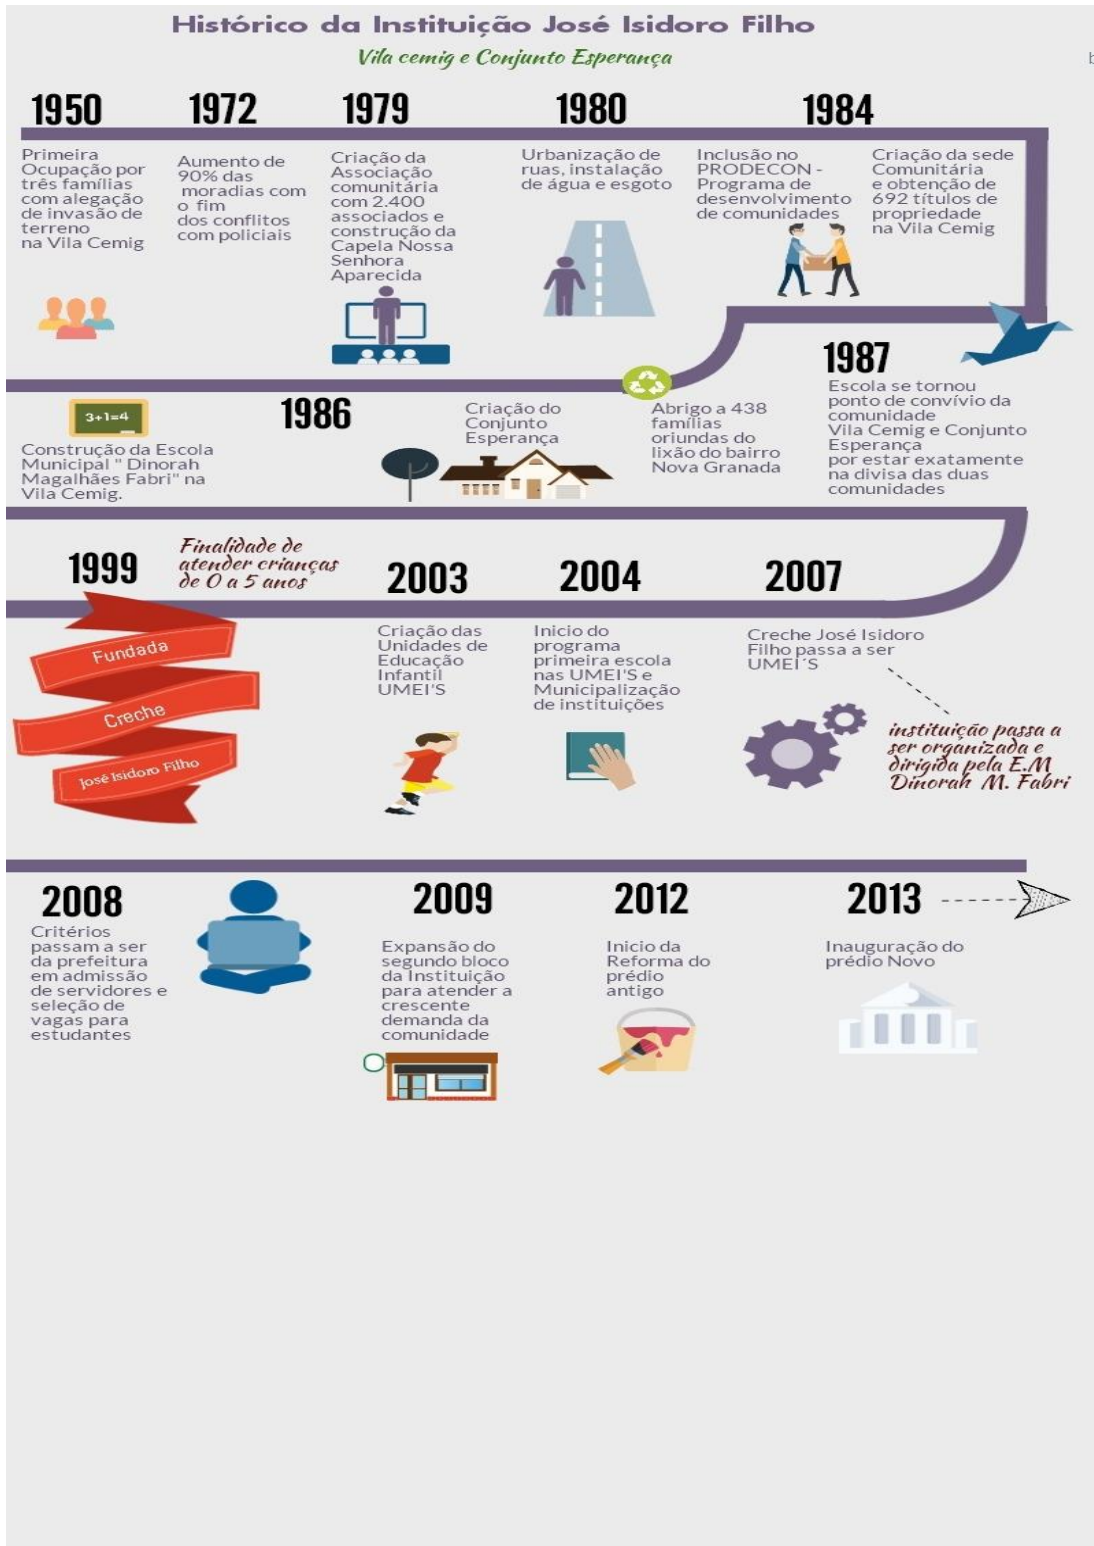 Histórico da Instituição José Isidoro Filho
Vila cemig e Conjunto Esperança
b
1950
Primeira
Ocupação por
três famílias
com alegação
de invasão de
terreno
na Vila Cemig
1972
Aumento de
90% das
moradias com
o fim
dos conflitos
com policiais
1979
Criação da
Associação
comunitária
com 2.400
associados e
construção da
Capela Nossa
Senhora
Aparecida
1980
Urbanização de
ruas, instalação
de água e esgoto
1984
Inclusão no
PRODECON -
Programa de
desenvolvimento
de comunidades
Criação da sede
Comunitária
e obtenção de
692 títulos de
propriedade
na Vila Cemig
3+1=4
Construção da Escola
Municipal " Dinorah
Magalhães Fabri" na
Vila Cemig.
1986
Criação do
Conjunto
Esperança
Abrigo a 438
famílias
oriundas do
lixão do bairro
Nova Granada
1987
Escola se tornou
ponto de convívio da
comunidade
Vila Cemig e Conjunto
Esperança
por estar exatamente
na divisa das duas
comunidades
1999
Finalidade de
atender crianças
de 0 a 5 anos
Fundada
Creche
José Isidoro Filho
2003
Criação das
Unidades de
Educação
Infantil
UMEI'S
2004
Inicio do
programa
primeira escola
nas UMEI'S e
Municipalização
de instituições
2007
Creche José Isidoro
Filho passa a ser
UMEI´S
instituição passa a
ser organizada e
dirigida pela E.M
Dinorah M. Fabri
2008
Critérios
passam a ser
da prefeitura
em admissão
de servidores e
seleção de
vagas para
estudantes
2009
Expansão do
segundo bloco
da Instituição
para atender a
crescente
demanda da
comunidade
2012
Inicio da
Reforma do
prédio
antigo
2013
Inauguração do
prédio Novo